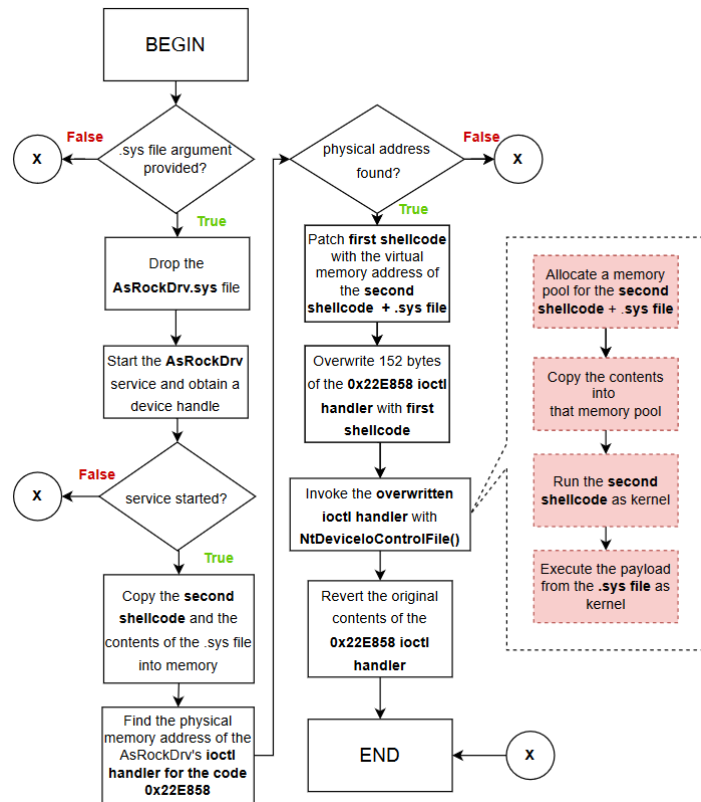 BEGIN
False
.sys file argument
provided?
X
True
Drop the
AsRockDrv.sys file
Start the AsRockDrv
service and obtain a
device handle
False
X
service started?
True
Copy the second
shellcode and the
contents of the .sys file
into memory
Find the physical
memory address of the
AsRockDrv's ioctl
handler for the code
0x22E858
physical address
found?
False
X
True
Patch first shellcode
with the virtual
memory address of
the second
shellcode + .sys file
Overwrite 152 bytes
of the 0x22E858 ioctl
handler with first
shellcode
Invoke the overwritten
ioctl handler with
NtDeviceIoControlFile()
Revert the original
contents of the
0x22E858 ioctl
handler
END
X
Allocate a memory
pool for the second
shellcode + .sys file
Copy the contents
into
that memory pool
Run the second
shellcode as kernel
Execute the payload
from the .sys file as
kernel